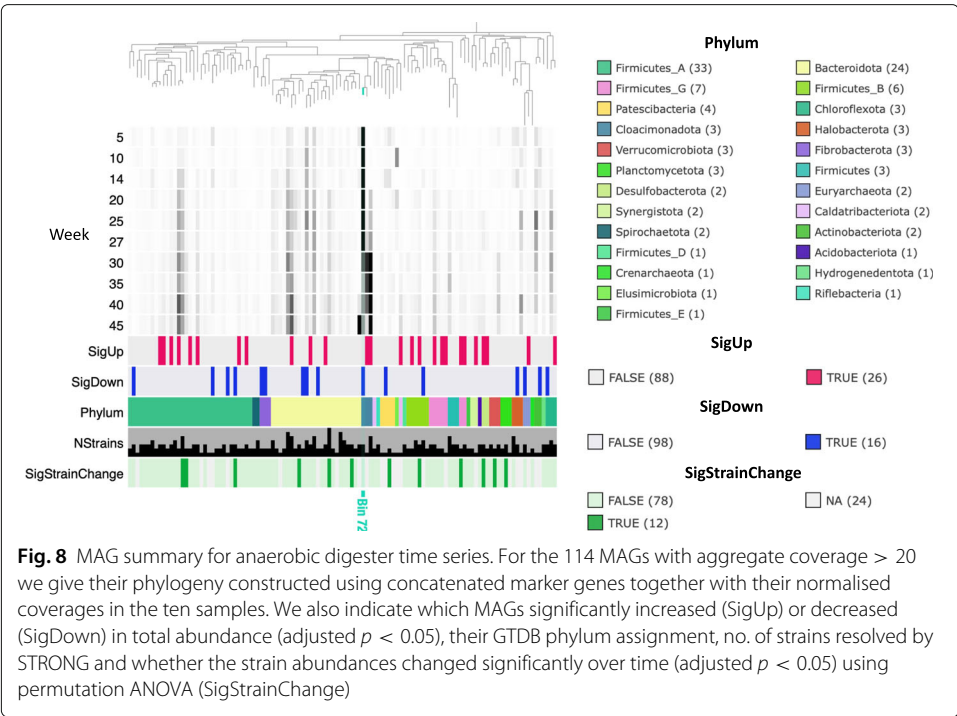 Phylum
Firmicutes_A (33)
Bacteroidota (24)
Firmicutes_G (7)
Firmicutes_B (6)
Patescibacteria (4)
Chloroflexota (3)
Cloacimonadota (3)
Halobacterota (3)
Verrucomicrobiota (3)
Fibrobacterota (3)
Planctomycetota (3)
Firmicutes (3)
Desulfobacterota (2)
Euryarchaeota (2)
Synergistota (2)
Caldatribacteriota (2)
Spirochaetota (2)
Actinobacteriota (2)
Firmicutes_D (1)
Acidobacteriota (1)
Crenarchaeota (1)
Hydrogenedentota (1)
Elusimicrobiota (1)
Riflebacteria (1)
Firmicutes_E (1)
5
10
14
20
25
Week
27
30
35
40
45
SigUp
SigDown
Phylum
NStrains
SigStrainChange
Bin 72
SigUp
FALSE (88)
TRUE (26)
SigDown
FALSE (98)
TRUE (16)
SigStrainChange
FALSE (78)
NA (24)
TRUE (12)
Fig. 8 MAG summary for anaerobic digester time series. For the 114 MAGs with aggregate coverage > 20
we give their phylogeny constructed using concatenated marker genes together with their normalised
coverages in the ten samples. We also indicate which MAGs significantly increased (SigUp) or decreased
(SigDown) in total abundance (adjusted p < 0.05), their GTDB phylum assignment, no. of strains resolved by
STRONG and whether the strain abundances changed significantly over time (adjusted p < 0.05) using
permutation ANOVA (SigStrainChange)